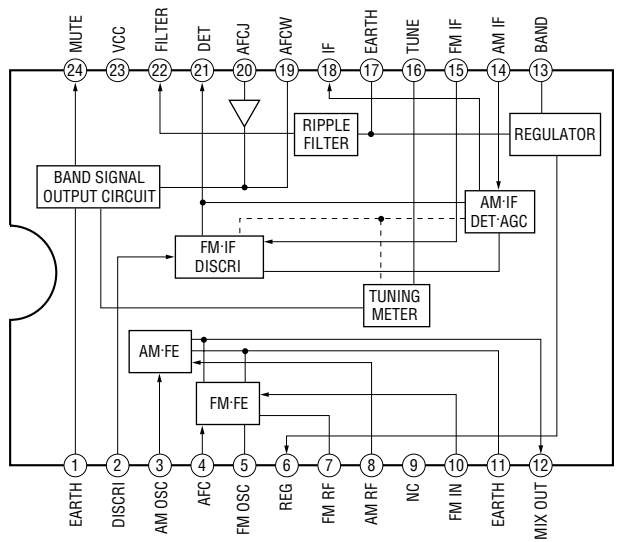 MUTE
VCC
FILTER
DET
AFCJ
AFCW
IF
EARTH
TUNE
FM IF
AM IF
BAND
24
23
22
21
20
19
18
17
16
15
14
13
RIPPLE
FILTER
REGULATOR
BAND SIGNAL
OUTPUT CIRCUIT
AM·IF
DET·AGC
FM·IF
DISCRI
TUNING
METER
AM·FE
FM·FE
1
2
3
4
5
6
7
8
9
10
11
12
EARTH
DISCRI
AM OSC
AFC
FM OSC
REG
FM RF
AM RF
NC
FM IN
EARTH
MIX OUT